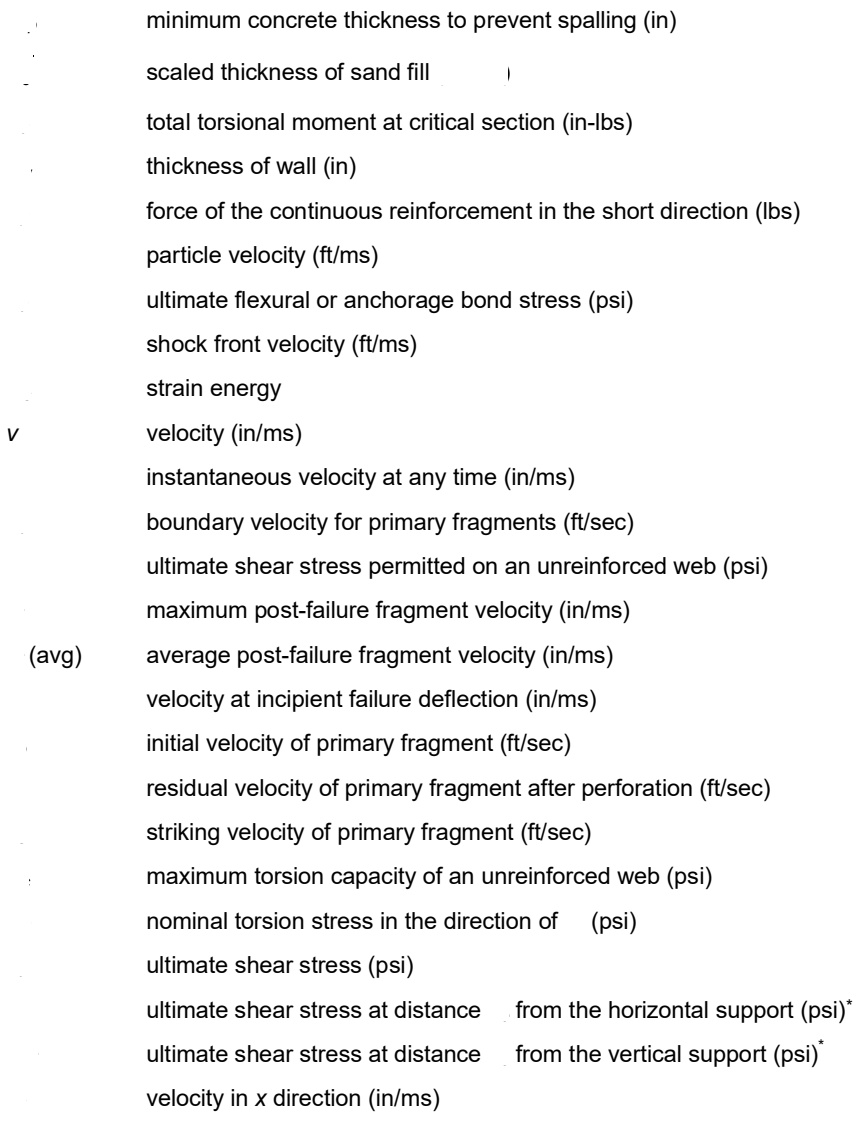 minimum concrete thickness to prevent spalling (in)
scaled thickness of sand fill )
total torsional moment at critical section (in-lbs)
thickness of wall (in)
force of the continuous reinforcement in the short direction (lbs)
particle velocity (ft/ms)
ultimate flexural or anchorage bond stress (psi)
shock front velocity (ft/ms)
strain energy
v velocity (in/ms)
instantaneous velocity at any time (in/ms)
boundary velocity for primary fragments (ft/sec)
ultimate shear stress permitted on an unreinforced web (psi)
maximum post-failure fragment velocity (in/ms)
(avg) average post-failure fragment velocity (in/ms)
velocity at incipient failure deflection (in/ms)
initial velocity of primary fragment (ft/sec)
residual velocity of primary fragment after perforation (ft/sec)
striking velocity of primary fragment (ft/sec)
maximum torsion capacity of an unreinforced web (psi)
nominal torsion stress in the direction of (psi)
ultimate shear stress (psi)
ultimate shear stress at distance from the horizontal support (psi)*
ultimate shear stress at distance from the vertical support (psi)*
velocity in x direction (in/ms)